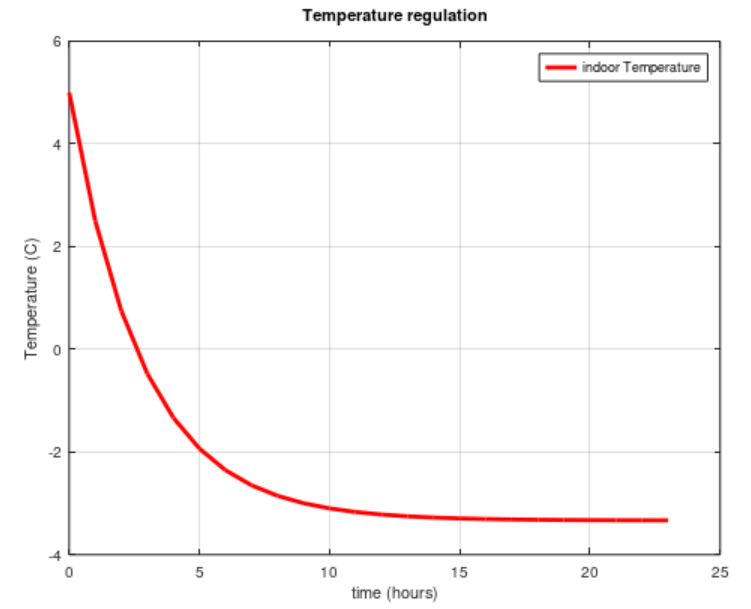 Temperature regulation
indoor Temperature
6
4
2
0
-2
-4
Temperature (C)
0 5 10 15 20 25
time (hours)